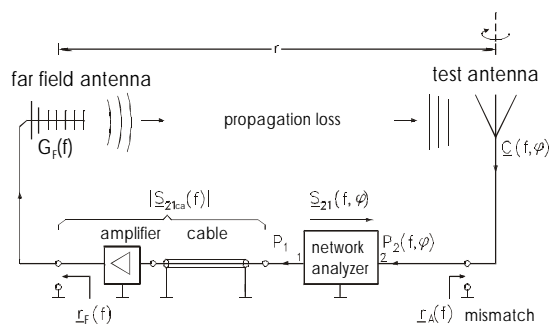 r
far field antenna
test antenna
G_F(f)
propagation loss
C(f,φ)
|S_21ca(f)|
S_21(f,φ)
amplifier cable
P_1
1
network
analyzer
P_2(f,φ)
2
r_F(f)
r_A(f) mismatch